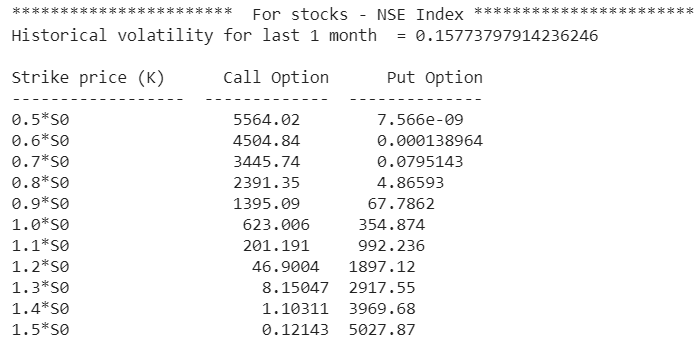 ***********************  For stocks - NSE Index ***********************
Historical volatility for last 1 month  = 0.15773797914236246
Strike price (K)      Call Option      Put Option
------------------  -------------  --------------
0.5*S0                 5564.02          7.566e-09
0.6*S0                 4504.84          0.000138964
0.7*S0                 3445.74          0.0795143
0.8*S0                 2391.35          4.86593
0.9*S0                 1395.09         67.7862
1.0*S0                  623.006       354.874
1.1*S0                  201.191       992.236
1.2*S0                   46.9004     1897.12
1.3*S0                    8.15047    2917.55
1.4*S0                    1.10311    3969.68
1.5*S0                    0.12143    5027.87